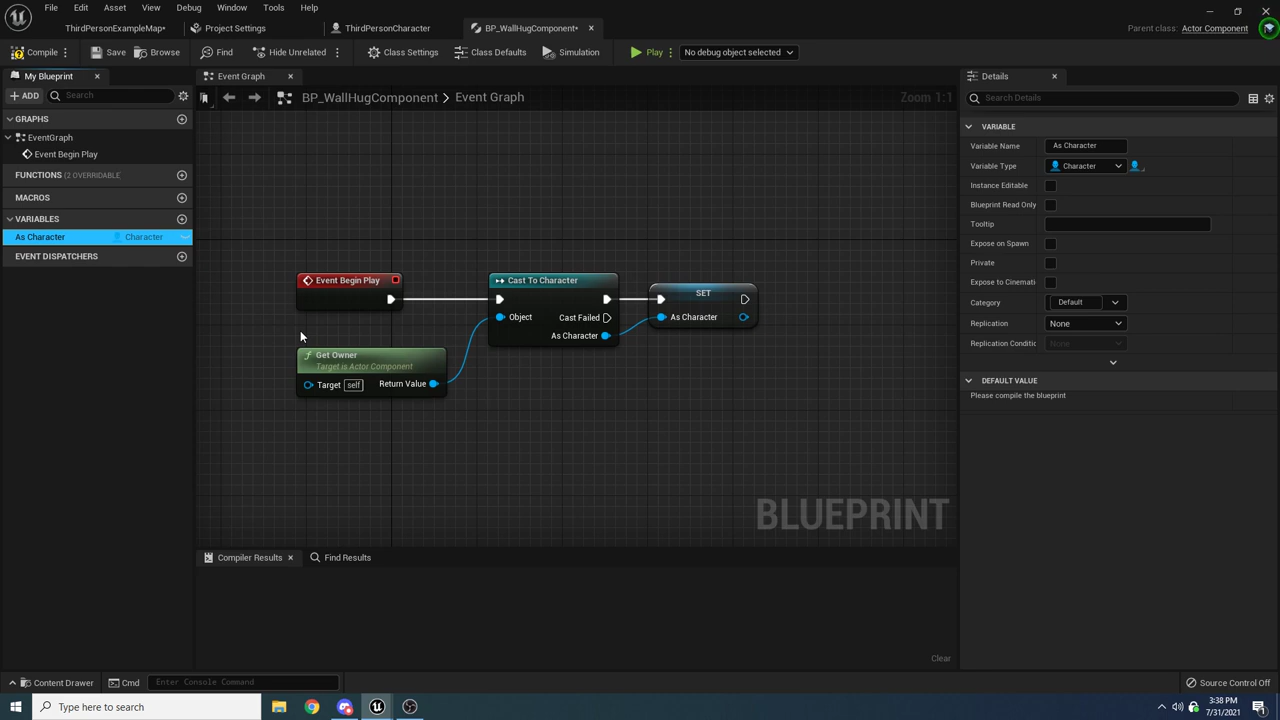 File Edit Asset View Debug Window Tools Help
ThirdPersonExampleMap• Project Settings ThirdPersonCharacter BP_WallHugComponent•
Parent class: Actor Component
Compile Save Browse Find Hide Unrelated Class Settings Class Defaults Simulation Play No debug object selected
My Blueprint
ADD Search
GRAPHS
EventGraph
Event Begin Play
FUNCTIONS (2 OVERRIDABLE
MACROS
VARIABLES
As Character Character
EVENT DISPATCHERS
Event Graph
BP_WallHugComponent > Event Graph Zoom 1:1
Event Begin Play
Cast To Character
Object
Cast Failed
As Character
SET
As Character
Get Owner
Target is Actor Component
Target self Return Value
BLUEPRINT
Compiler Results Find Results
Clear
Details
Search Details
VARIABLE
Variable Name As Character
Variable Type Character
Instance Editable
Blueprint Read Only
Tooltip
Expose on Spawn
Private
Expose to Cinemati
Category Default
Replication None
Replication Conditic None
DEFAULT VALUE
Please compile the blueprint
Content Drawer Cmd Enter Console Command Source Control Off
Type here to search
3:38 PM
7/31/2021